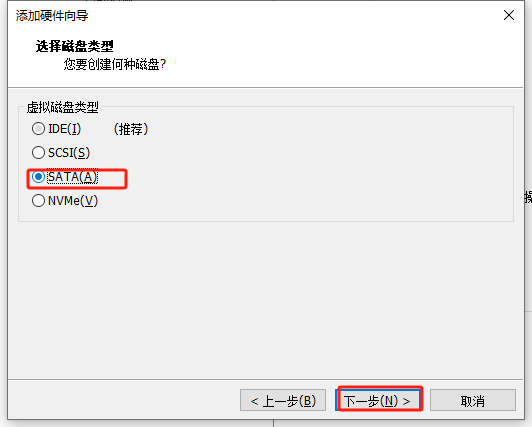 添加硬件向导
选择磁盘类型
您要创建何种磁盘?
虚拟磁盘类型
IDE(I) （推荐）
SCSI(S)
SATA(A)
NVMe(V)
操
< 上一步(B) 下一步(N) > 取消